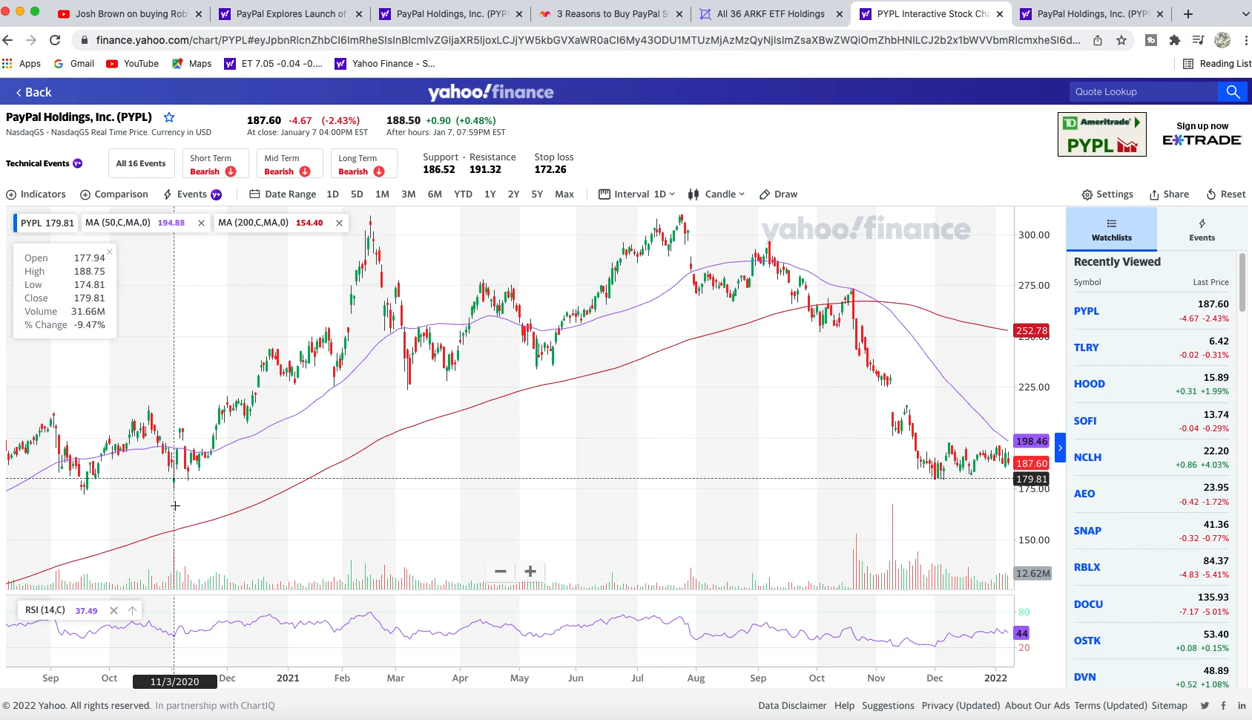 Josh Brown on buying Rob
PayPal Explores Launch of
PayPal Holdings, Inc. (PYP
3 Reasons to Buy PayPal S
All 36 ARKF ETF Holdings
PYPL Interactive Stock Cha
PayPal Holdings, Inc. (PYP
Apps Gmail YouTube Maps ET 7.05 -0.04 -0.... Yahoo Finance - S... Reading List
< Back
yahoo!finance
Quote Lookup
PayPal Holdings, Inc. (PYPL)
NasdaqGS - NasdaqGS Real Time Price. Currency in USD
187.60 -4.67 (-2.43%)
At close: January 7 04:00PM EST
188.50 +0.90 (+0.48%)
After hours: Jan 7, 07:59PM EST
TD Ameritrade
PYPL
Sign up now
E*TRADE
Technical Events
All 16 Events
Short Term
Bearish
Mid Term
Bearish
Long Term
Bearish
Support - Resistance
186.52 191.32
Stop loss
172.26
Indicators Comparison Events Date Range 1D 5D 1M 3M 6M YTD 1Y 2Y 5Y Max Interval 1D Candle Draw Settings Share Reset
PYPL 179.81 MA (50,C,MA,0) 194.88 MA (200,C,MA,0) 154.40
yahoo!finance
Open 177.94
High 188.75
Low 174.81
Close 179.81
Volume 31.66M
% Change -9.47%
300.00
275.00
252.78
225.00
198.46
187.60
179.81
175.00
150.00
12.62M
RSI (14,C) 37.49
80
44
20
Sep Oct 11/3/2020 Dec 2021 Feb Mar Apr May Jun Jul Aug Sep Oct Nov Dec 2022
Watchlists
Events
Recently Viewed
Symbol Last Price
PYPL 187.60
-4.67 -2.43%
TLRY 6.42
-0.02 -0.31%
HOOD 15.89
+0.31 +1.99%
SOFI 13.74
-0.04 -0.29%
NCLH 22.20
+0.86 +4.03%
AEO 23.95
-0.42 -1.72%
SNAP 41.36
-0.32 -0.77%
RBLX 84.37
-4.83 -5.41%
DOCU 135.93
-7.17 -5.01%
OSTK 53.40
+0.08 +0.15%
DVN 48.89
+0.52 +1.08%
© 2022 Yahoo. All rights reserved. In partnership with ChartIQ
Data Disclaimer Help Suggestions Privacy (Updated) About Our Ads Terms (Updated) Sitemap